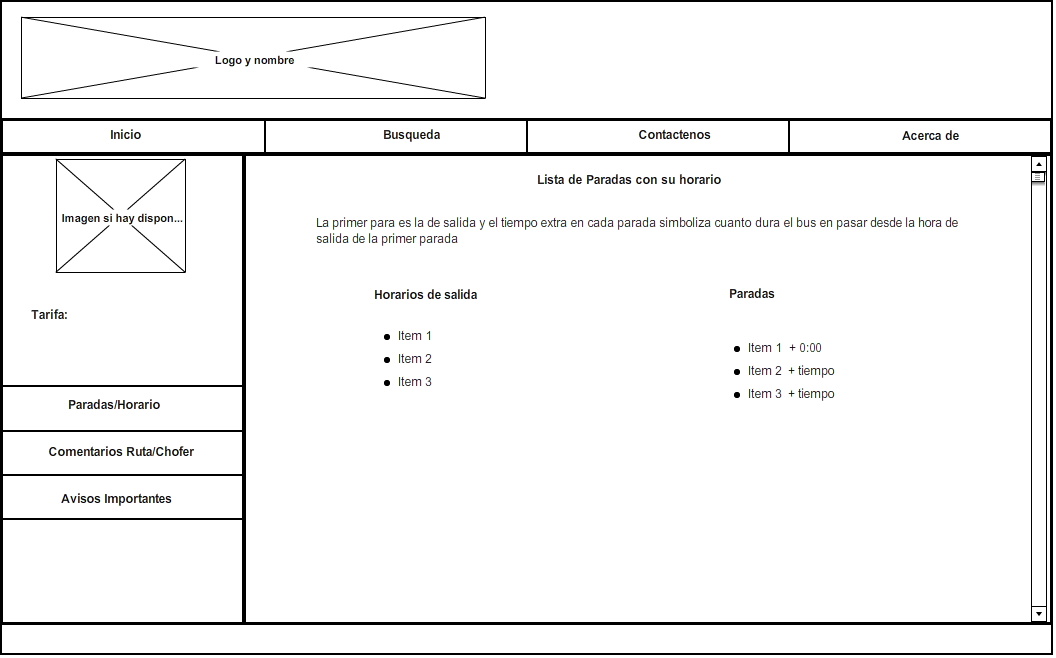 Logo y nombre
Inicio
Busqueda
Contactenos
Acerca de
Imagen si hay dispon...
Tarifa:
Paradas/Horario
Comentarios Ruta/Chofer
Avisos Importantes
Lista de Paradas con su horario
La primer para es la de salida y el tiempo extra en cada parada simboliza cuanto dura el bus en pasar desde la hora de
salida de la primer parada
Horarios de salida
Item 1
Item 2
Item 3
Paradas
Item 1 + 0:00
Item 2 + tiempo
Item 3 + tiempo